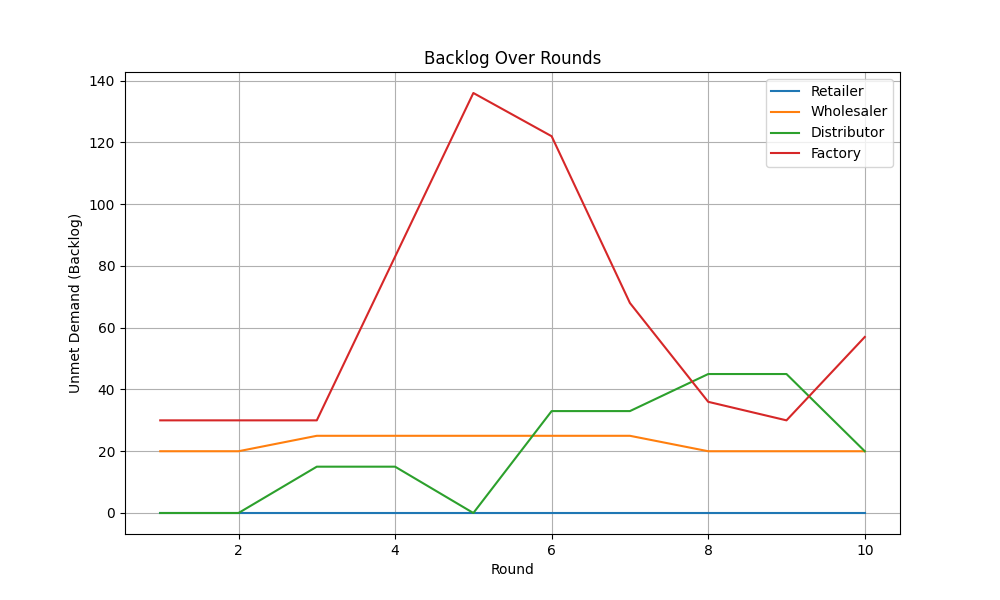 Backlog Over Rounds
140
120
100
80
60
40
20
0
Unmet Demand (Backlog)
Retailer
Wholesaler
Distributor
Factory
2 4 6 8 10
Round